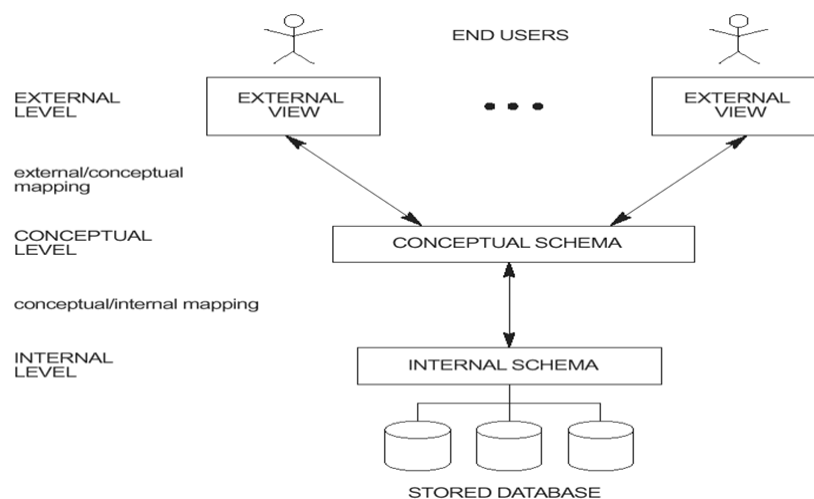 END USERS
EXTERNAL
LEVEL
EXTERNAL
VIEW
EXTERNAL
VIEW
external/conceptual
mapping
CONCEPTUAL
LEVEL
CONCEPTUAL SCHEMA
conceptual/internal mapping
INTERNAL
LEVEL
INTERNAL SCHEMA
STORED DATABASE